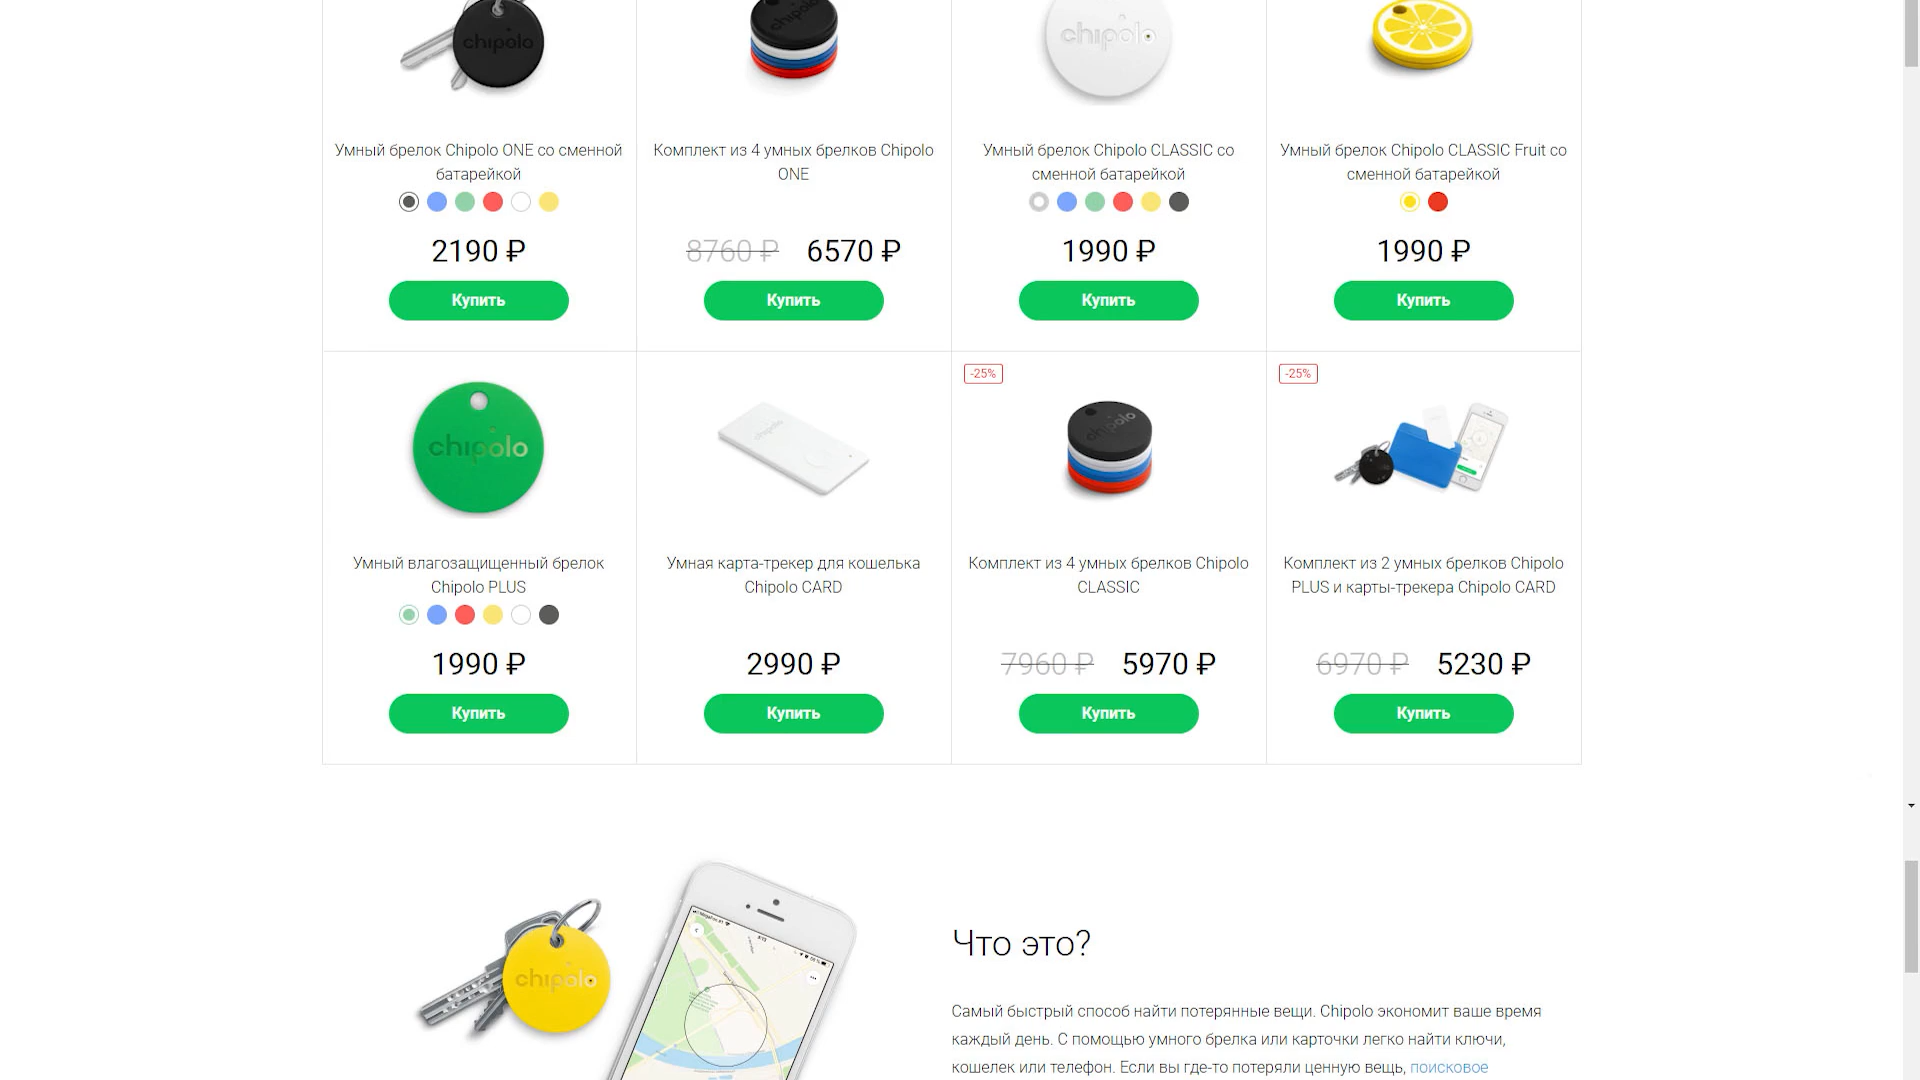 chipolo
chipolo
chipolo
Умный брелок Chipolo ONE со сменной
батарейкой
2190 ₽
Купить
Комплект из 4 умных брелков Chipolo
ONE
8760 ₽ 6570 ₽
Купить
Умный брелок Chipolo CLASSIC со
сменной батарейкой
1990 ₽
Купить
Умный брелок Chipolo CLASSIC Fruit со
сменной батарейкой
1990 ₽
Купить
chipolo
Умный влагозащищенный брелок
Chipolo PLUS
1990 ₽
Купить
chipolo
Умная карта-трекер для кошелька
Chipolo CARD
2990 ₽
Купить
-25%
chipolo
Комплект из 4 умных брелков Chipolo
CLASSIC
7960 ₽ 5970 ₽
Купить
-25%
Комплект из 2 умных брелков Chipolo
PLUS и карты-трекера Chipolo CARD
6970 ₽ 5230 ₽
Купить
chipolo
Что это?
Самый быстрый способ найти потерянные вещи. Chipolo экономит ваше время
каждый день. С помощью умного брелка или карточки легко найти ключи,
кошелек или телефон. Если вы где-то потеряли ценную вещь, поисковое